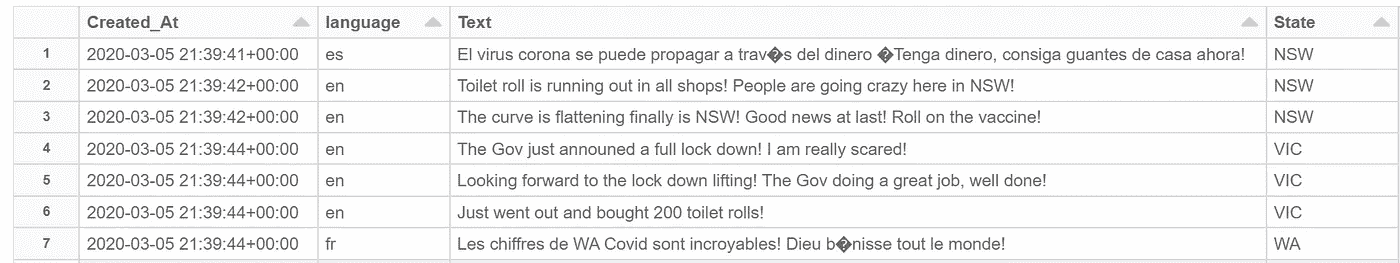 Created_At language Text State
1 2020-03-05 21:39:41+00:00 es El virus corona se puede propagar a trav�s del dinero �Tenga dinero, consiga guantes de casa ahora! NSW
2 2020-03-05 21:39:42+00:00 en Toilet roll is running out in all shops! People are going crazy here in NSW! NSW
3 2020-03-05 21:39:42+00:00 en The curve is flattening finally is NSW! Good news at last! Roll on the vaccine! NSW
4 2020-03-05 21:39:44+00:00 en The Gov just announed a full lock down! I am really scared! VIC
5 2020-03-05 21:39:44+00:00 en Looking forward to the lock down lifting! The Gov doing a great job, well done! VIC
6 2020-03-05 21:39:44+00:00 en Just went out and bought 200 toilet rolls! VIC
7 2020-03-05 21:39:44+00:00 fr Les chiffres de WA Covid sont incroyables! Dieu b�nisse tout le monde! WA